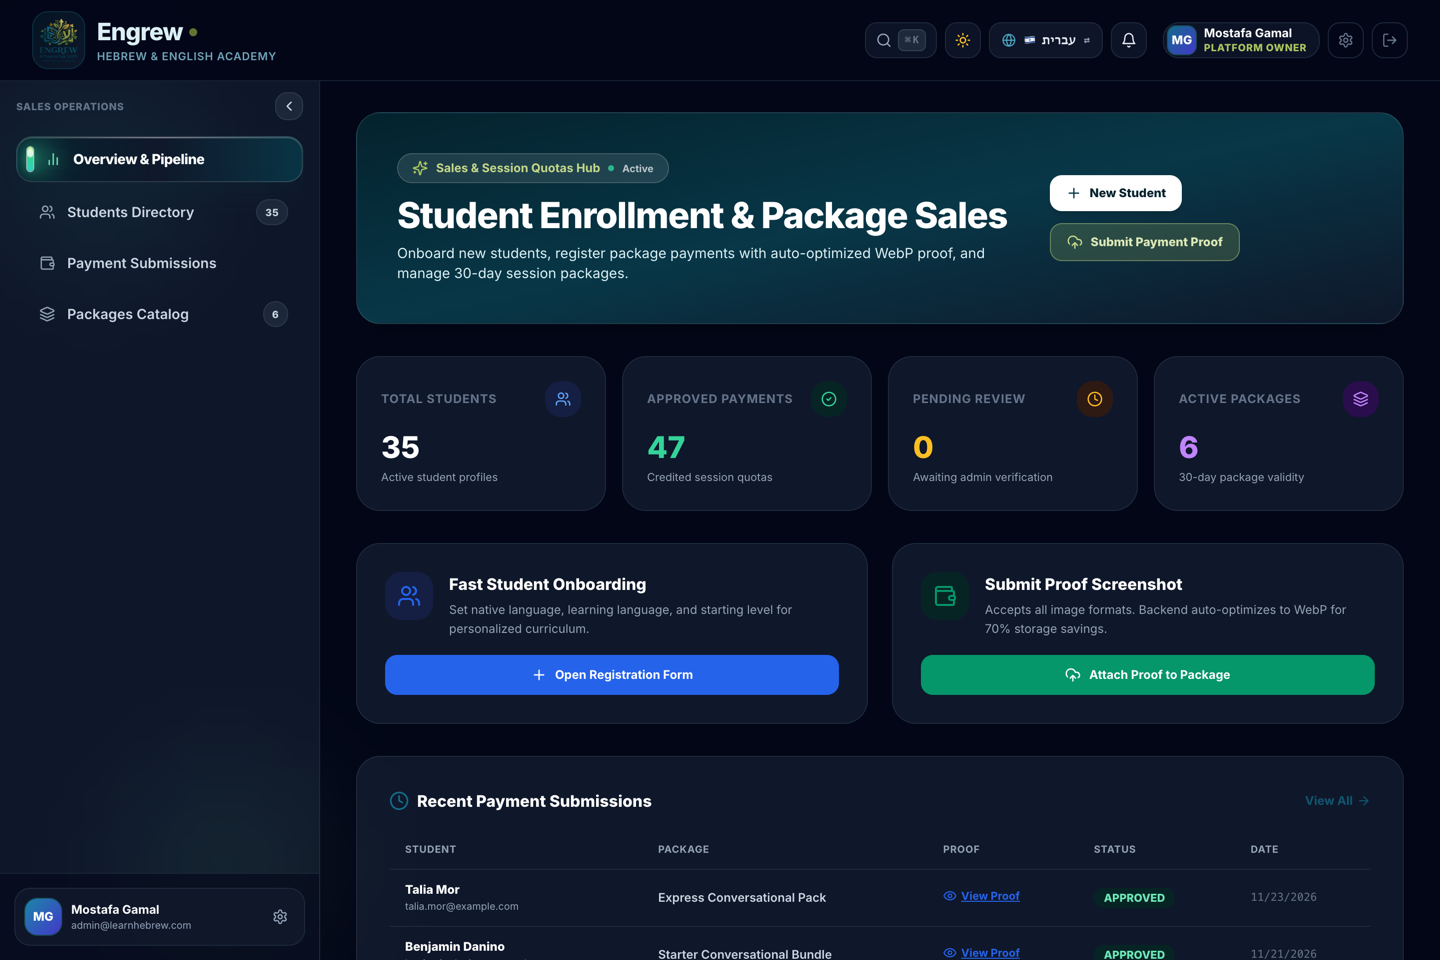 Engrew
HEBREW & ENGLISH ACADEMY
ENGREW
⌘K
עברית
MG
Mostafa Gamal
PLATFORM OWNER
SALES OPERATIONS
Overview & Pipeline
Students Directory 35
Payment Submissions
Packages Catalog 6
Sales & Session Quotas Hub Active
Student Enrollment & Package Sales
Onboard new students, register package payments with auto-optimized WebP proof, and
manage 30-day session packages.
New Student
Submit Payment Proof
TOTAL STUDENTS
35
Active student profiles
APPROVED PAYMENTS
47
Credited session quotas
PENDING REVIEW
0
Awaiting admin verification
ACTIVE PACKAGES
6
30-day package validity
Fast Student Onboarding
Set native language, learning language, and starting level for
personalized curriculum.
Open Registration Form
Submit Proof Screenshot
Accepts all image formats. Backend auto-optimizes to WebP for
70% storage savings.
Attach Proof to Package
Recent Payment Submissions
View All →
STUDENT PACKAGE PROOF STATUS DATE
Talia Mor
talia.mor@example.com
Express Conversational Pack
View Proof
APPROVED
11/23/2026
Benjamin Danino
Starter Conversational Bundle
View Proof
APPROVED
11/21/2026
MG
Mostafa Gamal
admin@learnhebrew.com